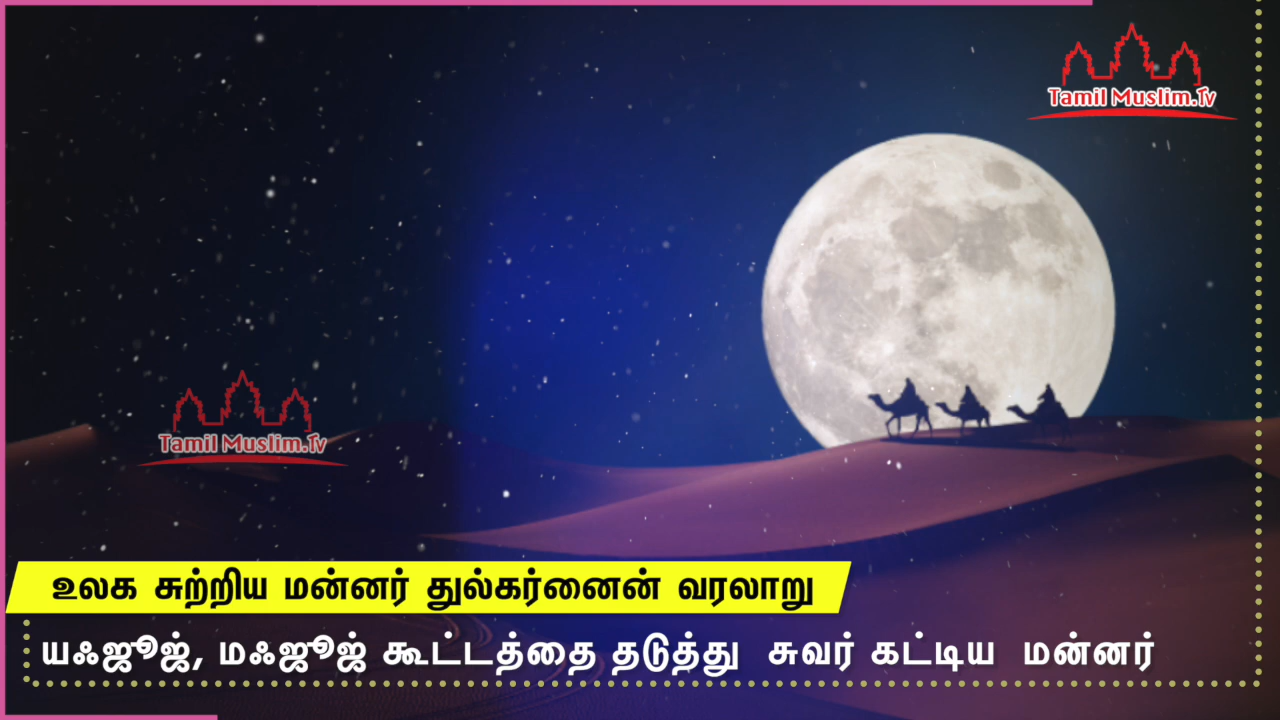 Tamil Muslim.Tv
Tamil Muslim.Tv
உலக சுற்றிய மன்னர் துல்கர்னைன் வரலாறு
யஃஜூஜ், மஃஜூஜ் கூட்டத்தை தடுத்து சுவர் கட்டிய மன்னர்